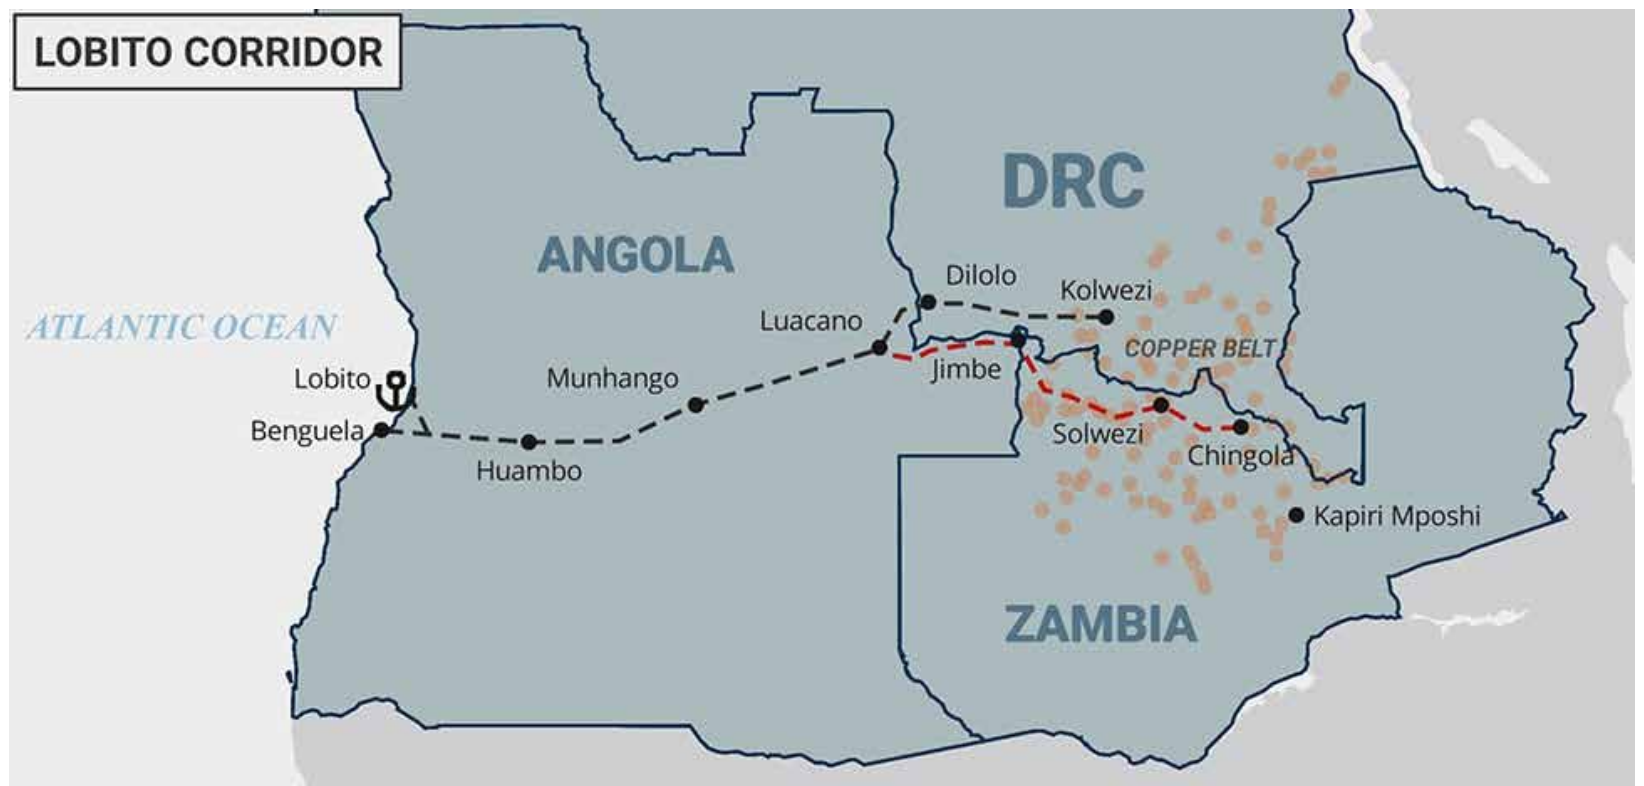 LOBITO CORRIDOR
DRC
ANGOLA
Dilolo
Kolwezi
ATLANTIC OCEAN
Luacano
COPPER BELT
Jimbe
Lobito
Munhango
Benguela
Solwezi
Huambo
Chingola
Kapiri Mposhi
ZAMBIA